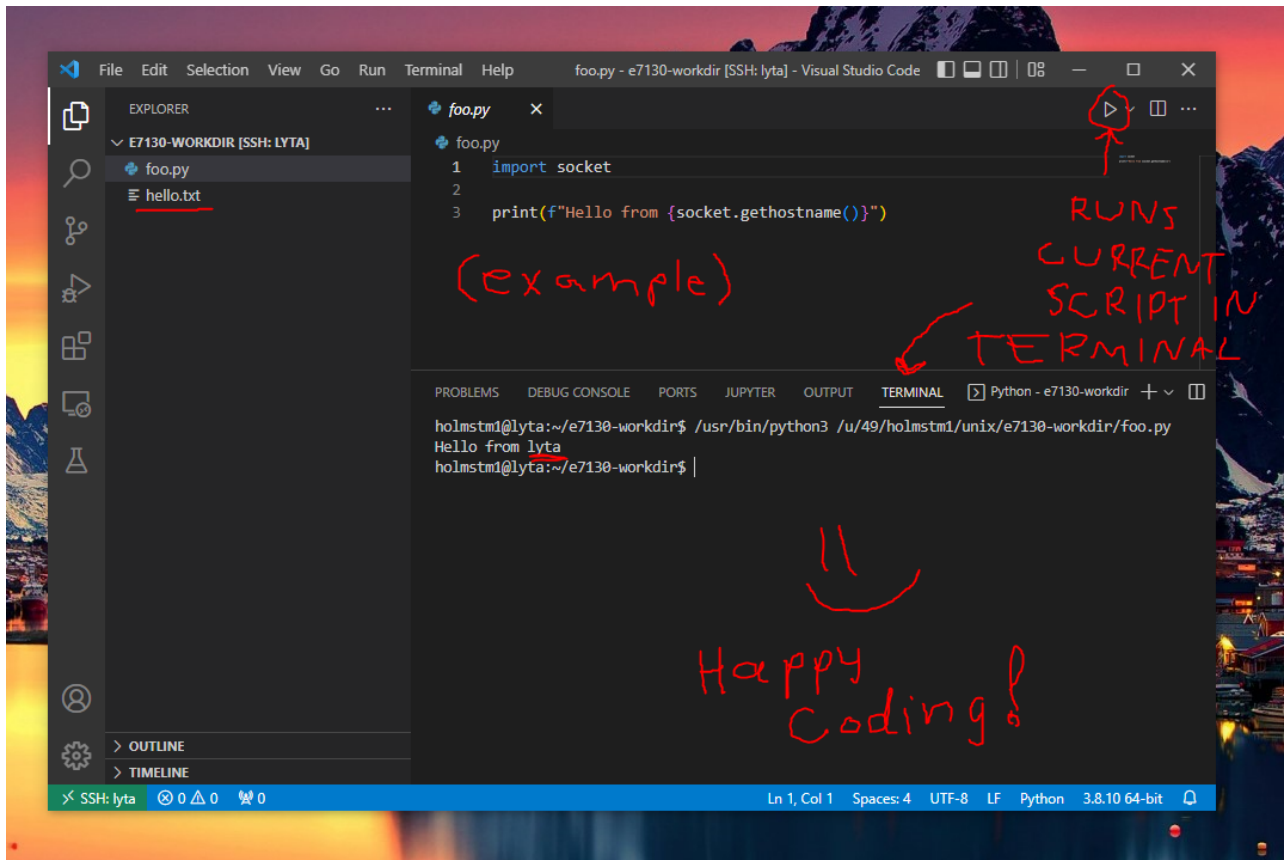 File Edit Selection View Go Run Terminal Help foo.py - e7130-workdir [SSH: lyta] - Visual Studio Code
EXPLORER
E7130-WORKDIR [SSH: LYTA]
foo.py
hello.txt
OUTLINE
TIMELINE
foo.py
foo.py
1 import socket
2
3 print(f"Hello from {socket.gethostname()}")
(example)
RUNS
CURRENT
SCRIPT IN
TERMINAL
PROBLEMS DEBUG CONSOLE PORTS JUPYTER OUTPUT TERMINAL Python - e7130-workdir
holmstm1@lyta:~/e7130-workdir$ /usr/bin/python3 /u/49/holmstm1/unix/e7130-workdir/foo.py
Hello from lyta
holmstm1@lyta:~/e7130-workdir$
Happy
Coding!
SSH: lyta 0 0 0 Ln 1, Col 1 Spaces: 4 UTF-8 LF Python 3.8.10 64-bit